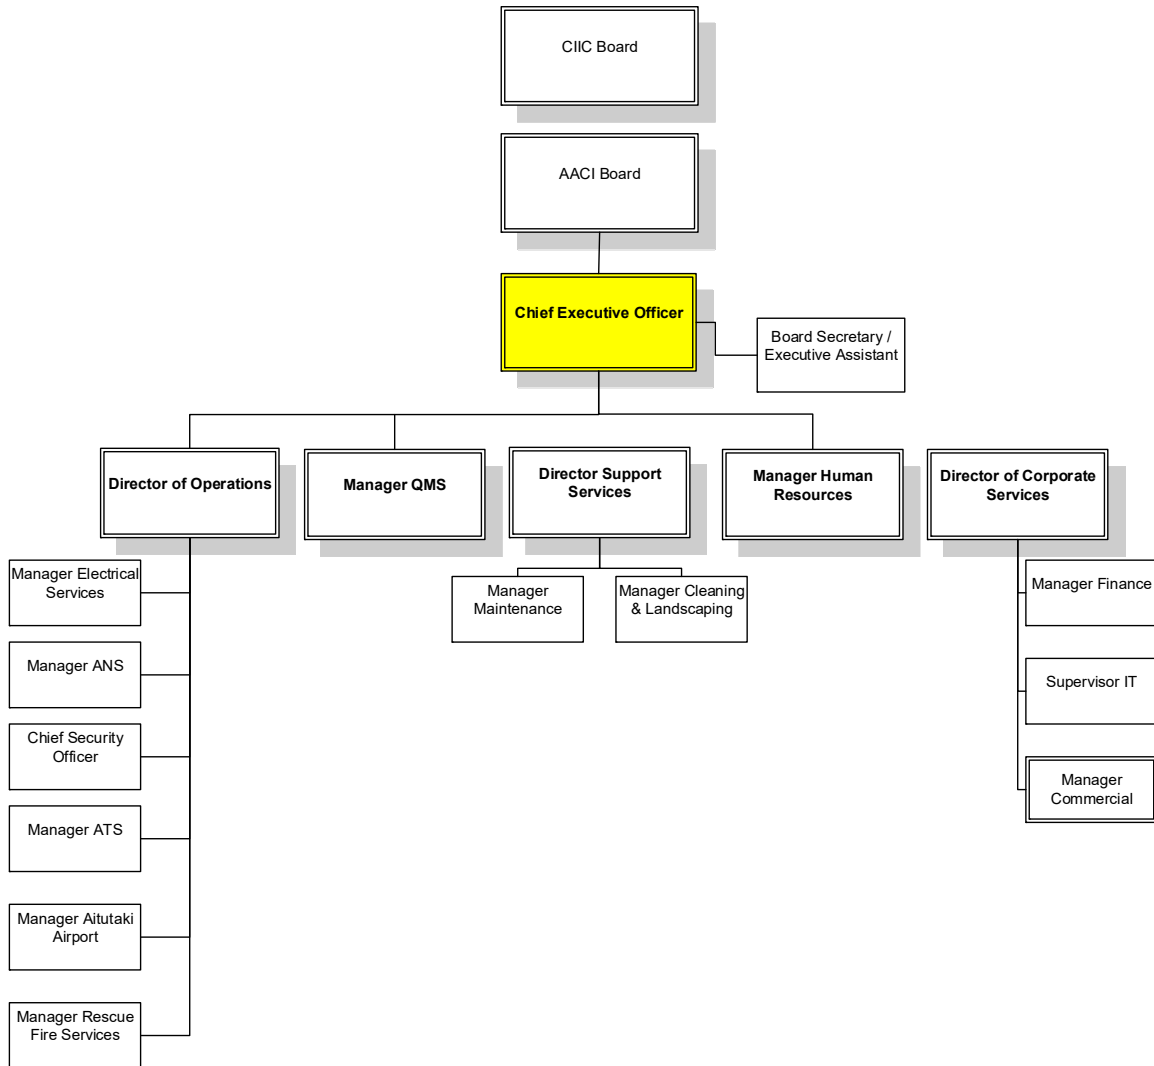 CIIC Board
AACI Board
Chief Executive Officer
Board Secretary /
Executive Assistant
Director of Operations
Manager QMS
Director Support
Services
Manager Human
Resources
Director of Corporate
Services
Manager Electrical
Services
Manager ANS
Chief Security
Officer
Manager ATS
Manager Aitutaki
Airport
Manager Rescue
Fire Services
Manager
Maintenance
Manager Cleaning
& Landscaping
Manager Finance
Supervisor IT
Manager
Commercial